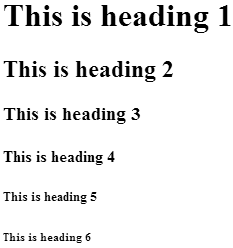 This is heading 1
This is heading 2
This is heading 3
This is heading 4
This is heading 5
This is heading 6